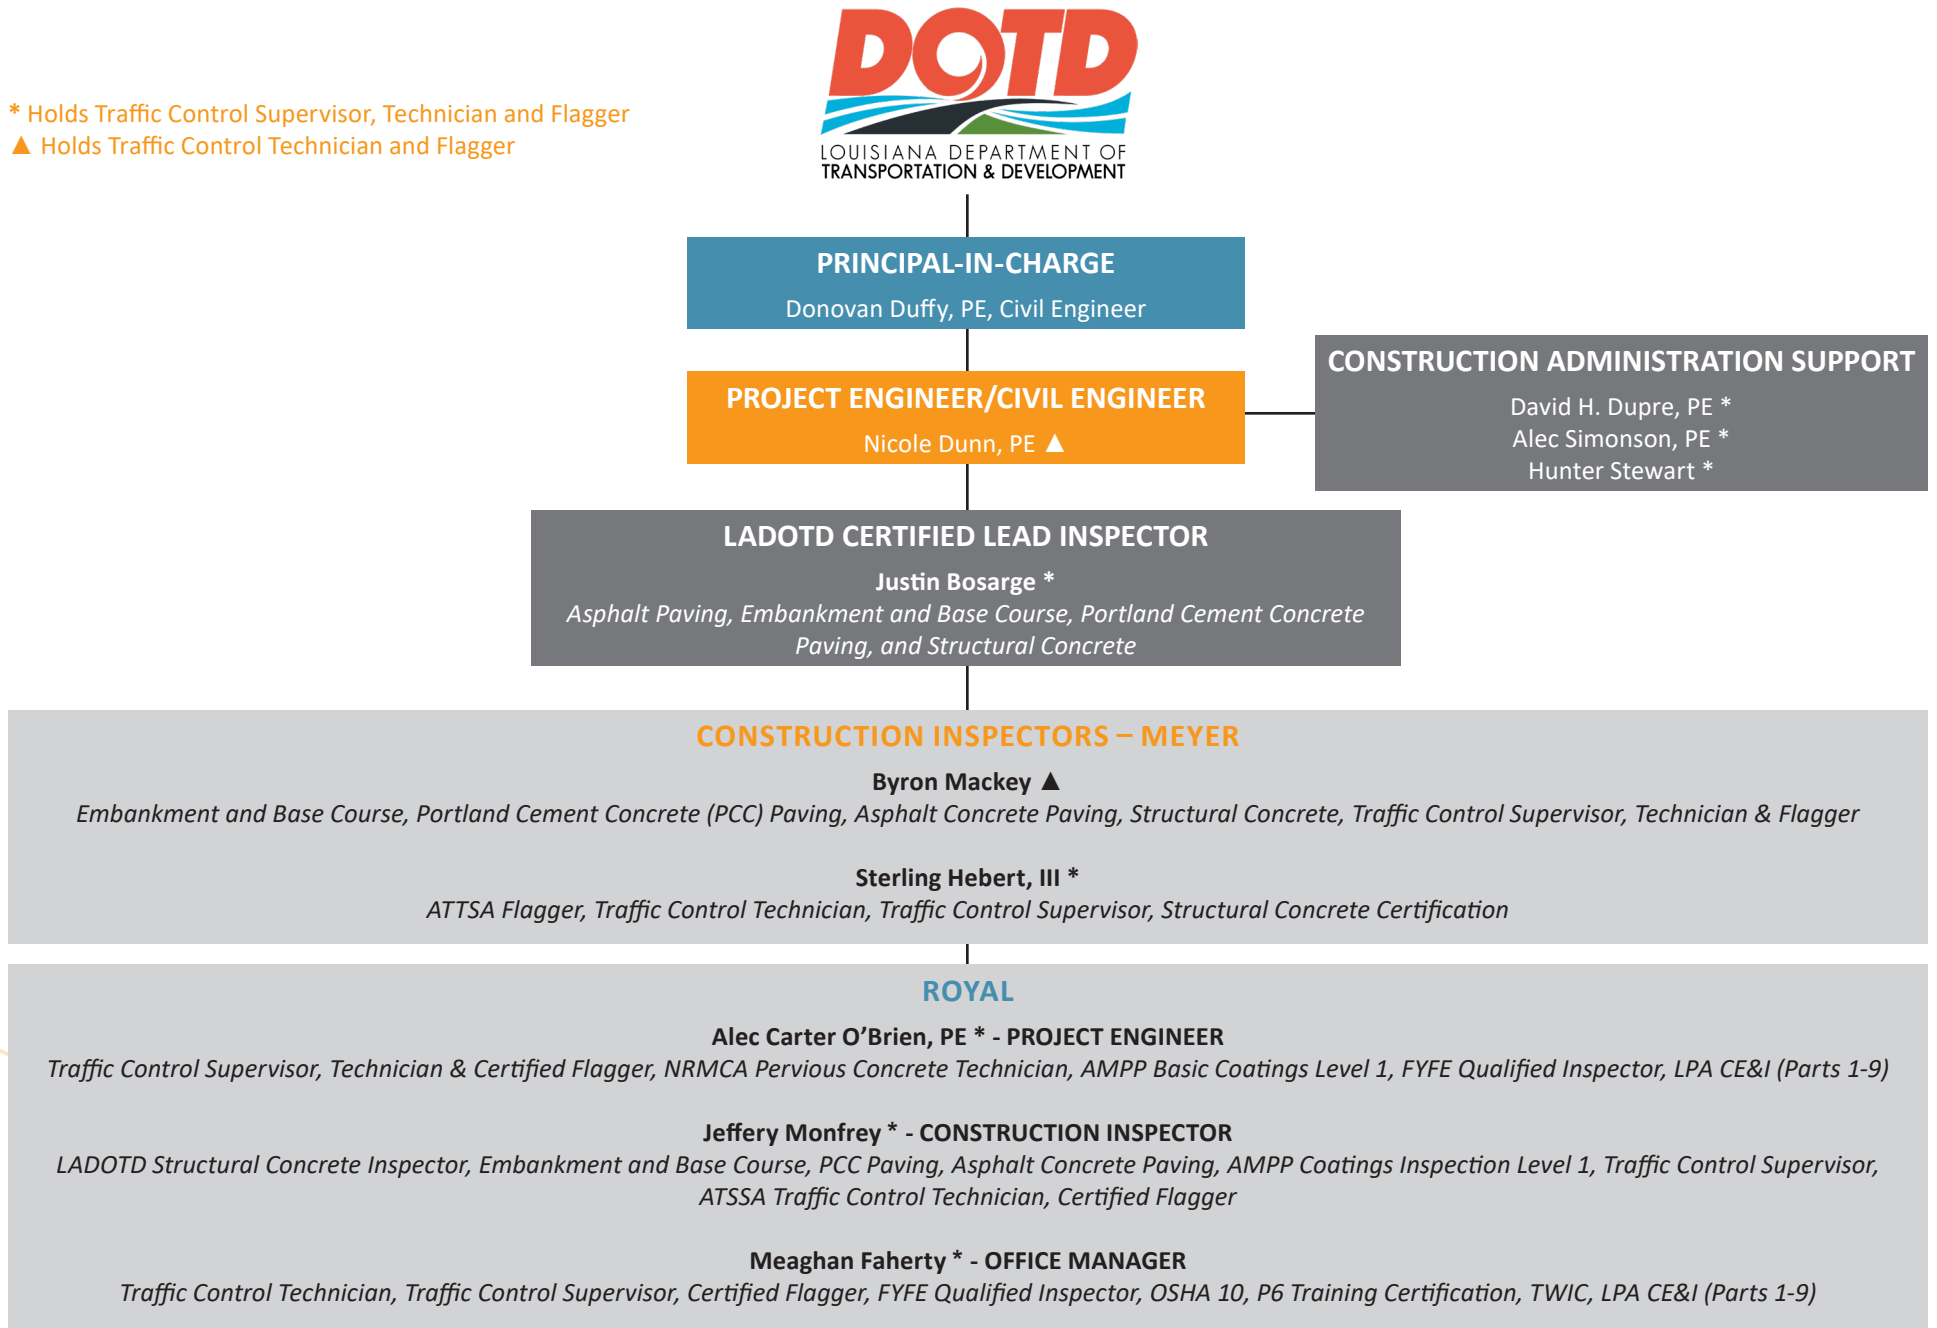 DOTD
LOUISIANA DEPARTMENT OF
TRANSPORTATION & DEVELOPMENT
* Holds Traffic Control Supervisor, Technician and Flagger
▲ Holds Traffic Control Technician and Flagger
PRINCIPAL-IN-CHARGE
Donovan Duffy, PE, Civil Engineer
PROJECT ENGINEER/CIVIL ENGINEER
Nicole Dunn, PE ▲
CONSTRUCTION ADMINISTRATION SUPPORT
David H. Dupre, PE *
Alec Simonson, PE *
Hunter Stewart *
LADOTD CERTIFIED LEAD INSPECTOR
Justin Bosarge *
Asphalt Paving, Embankment and Base Course, Portland Cement Concrete
Paving, and Structural Concrete
CONSTRUCTION INSPECTORS – MEYER
Byron Mackey ▲
Embankment and Base Course, Portland Cement Concrete (PCC) Paving, Asphalt Concrete Paving, Structural Concrete, Traffic Control Supervisor, Technician & Flagger
Sterling Hebert, III *
ATTSA Flagger, Traffic Control Technician, Traffic Control Supervisor, Structural Concrete Certification
ROYAL
Alec Carter O’Brien, PE * - PROJECT ENGINEER
Traffic Control Supervisor, Technician & Certified Flagger, NRMCA Pervious Concrete Technician, AMPP Basic Coatings Level 1, FYFE Qualified Inspector, LPA CE&I (Parts 1-9)
Jeffery Monfrey * - CONSTRUCTION INSPECTOR
LADOTD Structural Concrete Inspector, Embankment and Base Course, PCC Paving, Asphalt Concrete Paving, AMPP Coatings Inspection Level 1, Traffic Control Supervisor,
ATSSA Traffic Control Technician, Certified Flagger
Meaghan Faherty * - OFFICE MANAGER
Traffic Control Technician, Traffic Control Supervisor, Certified Flagger, FYFE Qualified Inspector, OSHA 10, P6 Training Certification, TWIC, LPA CE&I (Parts 1-9)